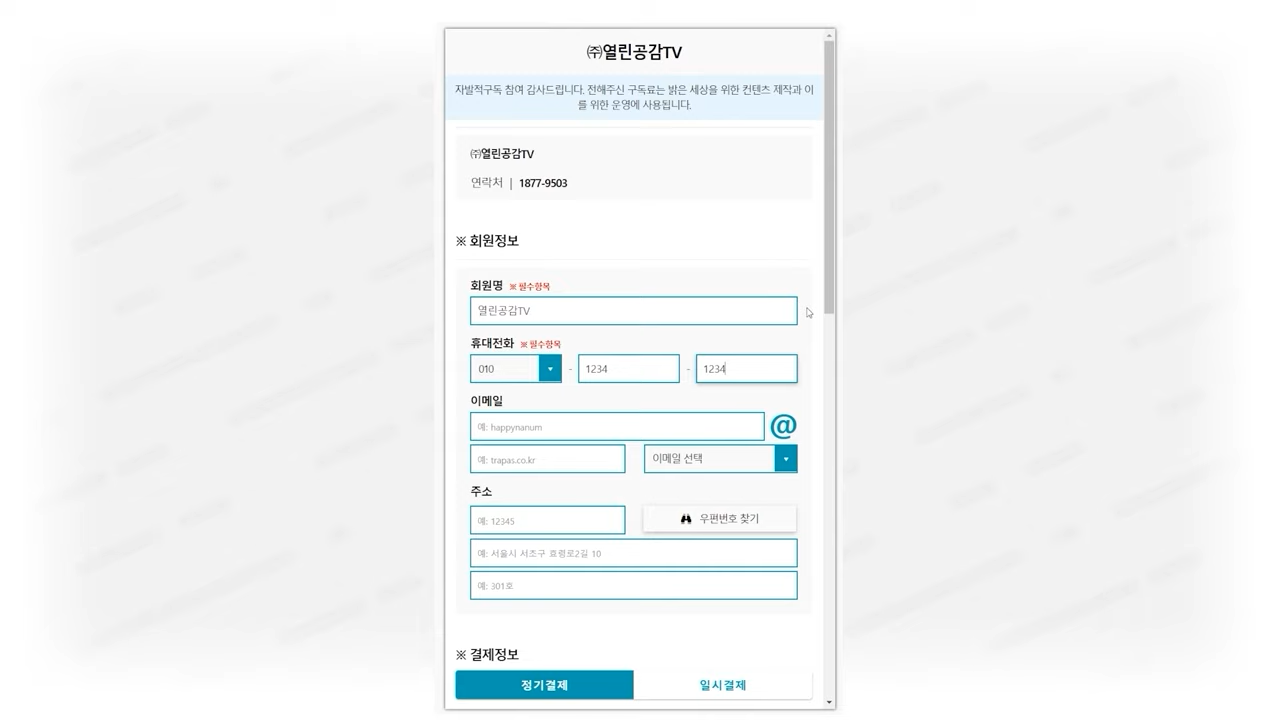 ㈜열린공감TV
자발적구독 참여 감사드립니다. 전해주신 구독료는 밝은 세상을 위한 컨텐츠 제작과 이
를 위한 운영에 사용됩니다.
㈜열린공감TV
연락처 | 1877-9503
※ 회원정보
회원명 ※ 필수항목
열린공감TV
휴대전화 ※ 필수항목
010 - 1234 - 1234
이메일
예: happynanum @
예: trapas.co.kr 이메일 선택
주소
예: 12345 우편번호 찾기
예: 서울시 서초구 효령로2길 10
예: 301호
※ 결제정보
정기결제 일시결제